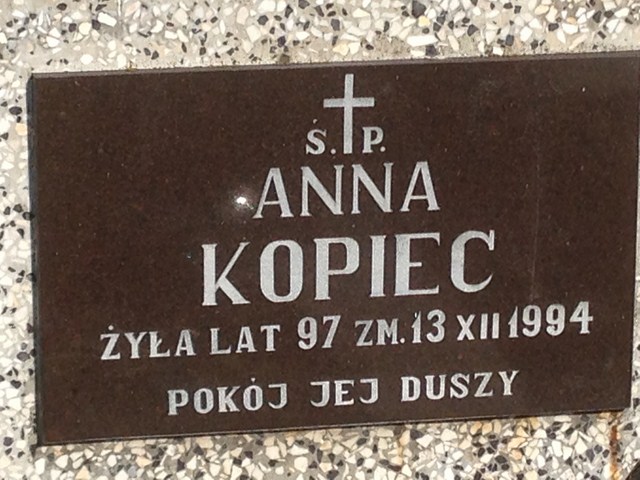 Ś.P.
ANNA
KOPIEC
ŻYŁA LAT 97 ZM. 13 XII 1994
POKÓJ JEJ DUSZY